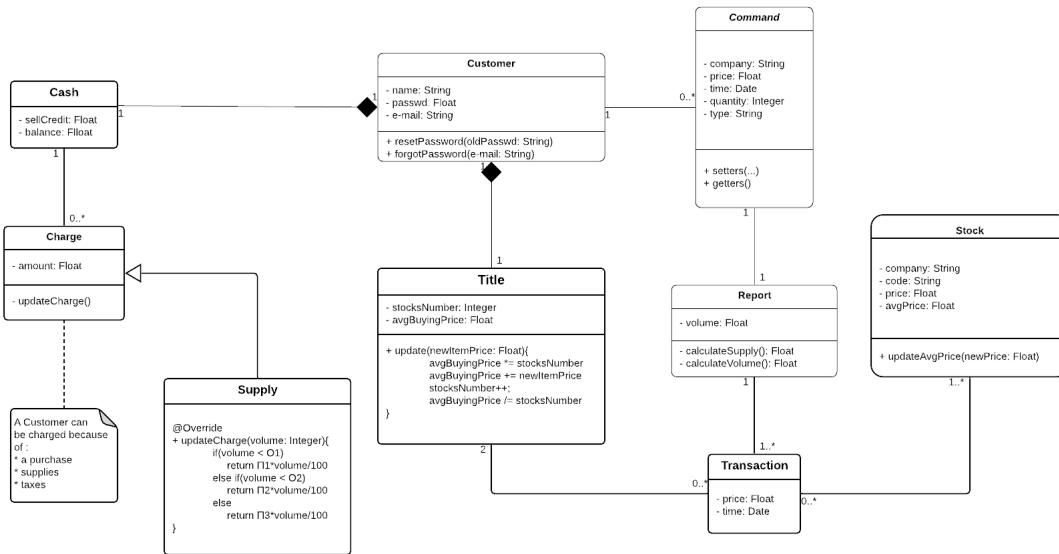 Command
- company: String
- price: Float
- time: Date
- quantity: Integer
- type: String
+ setters(...)
+ getters()
Customer
- name: String
- passwd: Float
- e-mail: String
+ resetPassword(oldPasswd: String)
+ forgotPassword(e-mail: String)
Cash
- sellCredit: Float
- balance: Flloat
1
1
1
0..*
1
1
1
0..*
Charge
- amount: Float
- updateCharge()
1
1
Title
- stocksNumber: Integer
- avgBuyingPrice: Float
+ update(newItemPrice: Float){
avgBuyingPrice *= stocksNumber
avgBuyingPrice += newItemPrice
stocksNumber++;
avgBuyingPrice /= stocksNumber
}
1
Report
- volume: Float
- calculateSupply(): Float
- calculateVolume(): Float
Stock
- company: String
- code: String
- price: Float
- avgPrice: Float
+ updateAvgPrice(newPrice: Float)
Supply
@Override
+ updateCharge(volume: Integer){
if(volume < O1)
return Π1*volume/100
else if(volume < O2)
return Π2*volume/100
else
return Π3*volume/100
}
A Customer can
be charged because
of :
* a purchase
* supplies
* taxes
1
1..*
2
1..*
0..*
0..*
Transaction
- price: Float
- time: Date